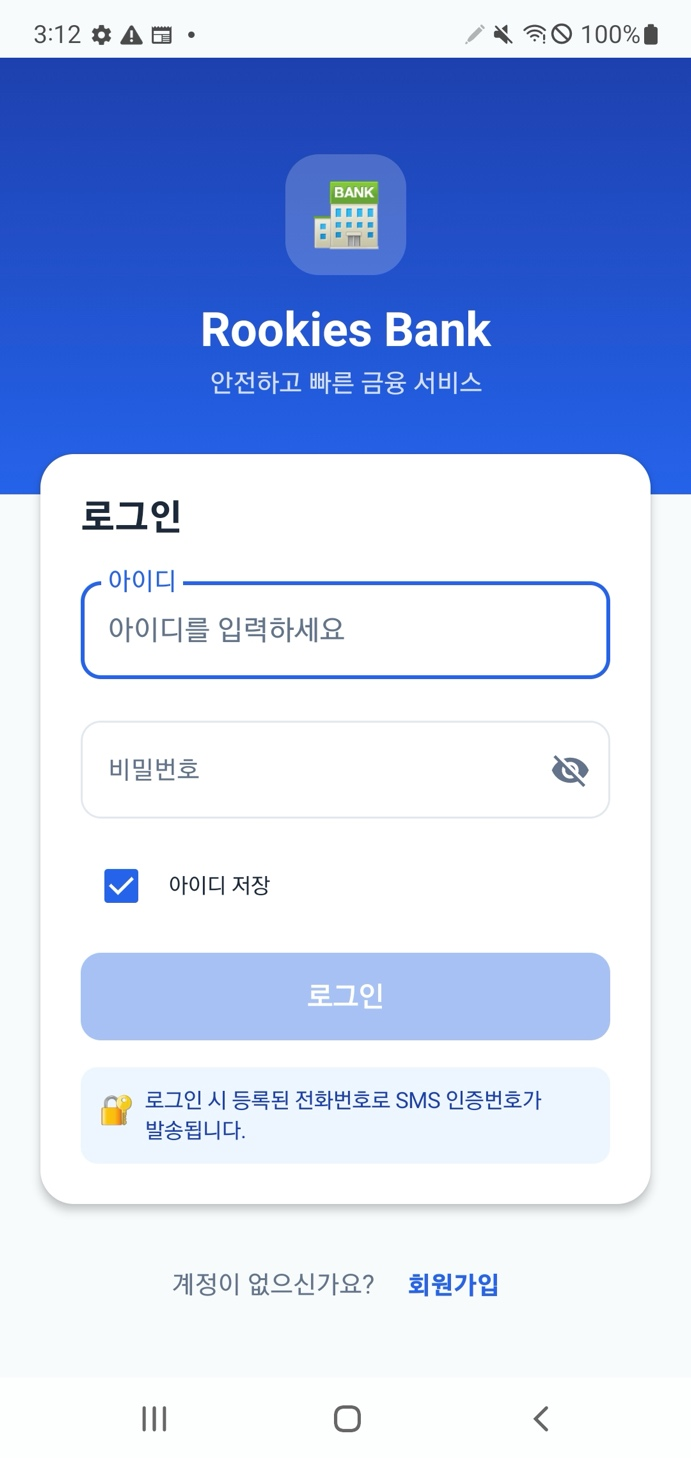 3:12
100%
BANK
Rookies Bank
안전하고 빠른 금융 서비스
로그인
아이디
아이디를 입력하세요
비밀번호
아이디 저장
로그인
로그인 시 등록된 전화번호로 SMS 인증번호가
발송됩니다.
계정이 없으신가요? 회원가입